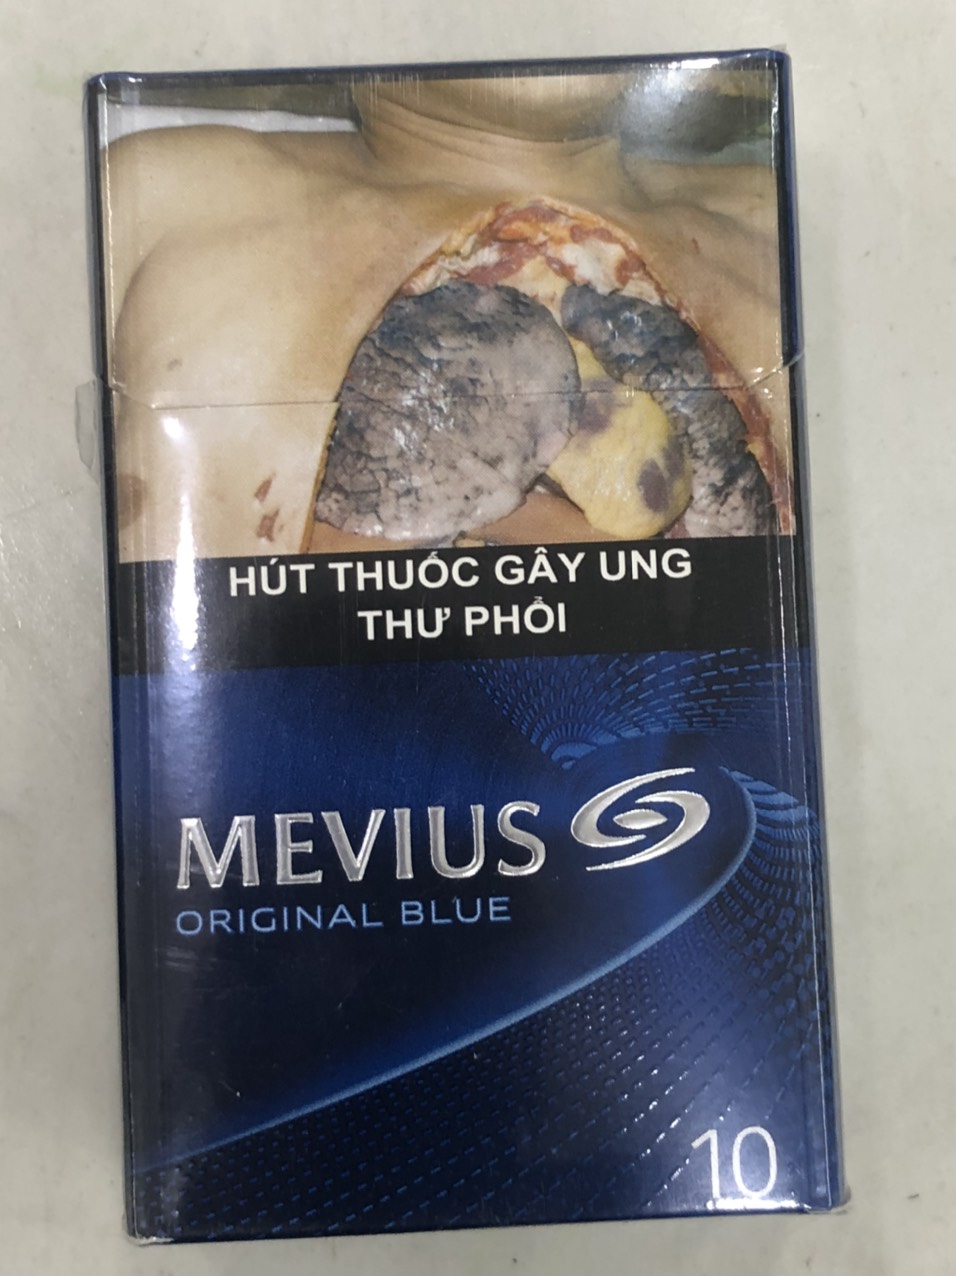 HÚT THUỐC GÂY UNG
THƯ PHỔI
MEVIUS
ORIGINAL BLUE
10